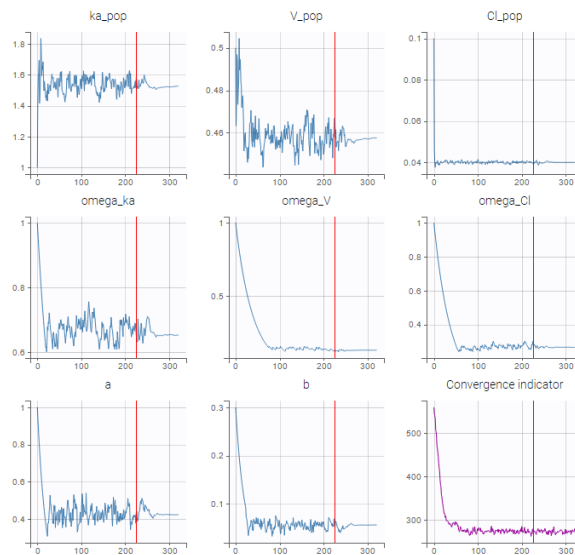 ka_pop V_pop Cl_pop
1.8 0.5 0.1
1.6 0.48 0.08
1.4 0.46 0.06
1.2 0.04
1
0 100 200 300 0 100 200 300 0 100 200 300
omega_ka omega_V omega_Cl
1 1 1
0.8 0.5 0.8
0.6 0.6
0.4
0 100 200 300 0 100 200 300 0 100 200 300
a b Convergence indicator
1 0.3 500
0.8 0.2 400
0.6 0.1 300
0.4
0 100 200 300 0 100 200 300 0 100 200 300